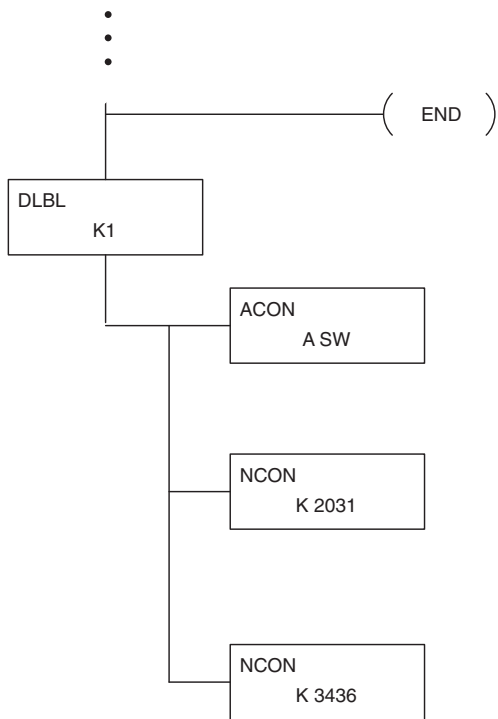 END
DLBL
K1
ACON
A SW
NCON
K 2031
NCON
K 3436